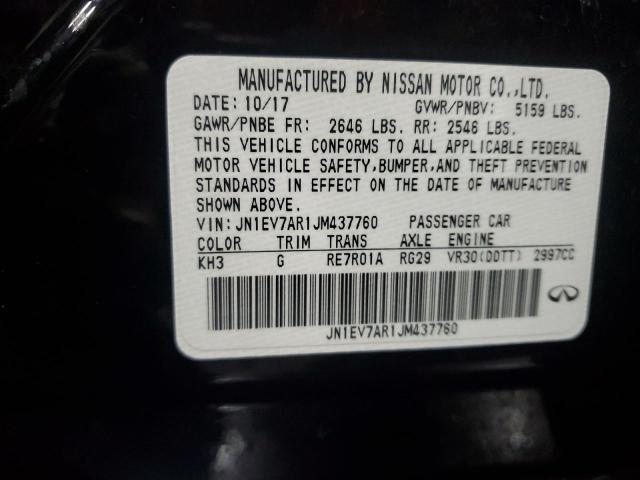 MANUFACTURED BY NISSAN MOTOR CO.,LTD.
DATE: 10/17 GVWR/PNBV: 5159 LBS.
GAWR/PNBE FR: 2646 LBS. RR: 2546 LBS.
THIS VEHICLE CONFORMS TO ALL APPLICABLE FEDERAL
MOTOR VEHICLE SAFETY,BUMPER,AND THEFT PREVENTION
STANDARDS IN EFFECT ON THE DATE OF MANUFACTURE
SHOWN ABOVE.
VIN:JN1EV7AR1JM437760 PASSENGER CAR
COLOR TRIM TRANS AXLE ENGINE
KH3 G RE7R01A RG29 VR30(DDTT) 2997CC
JN1EV7AR1JM437760